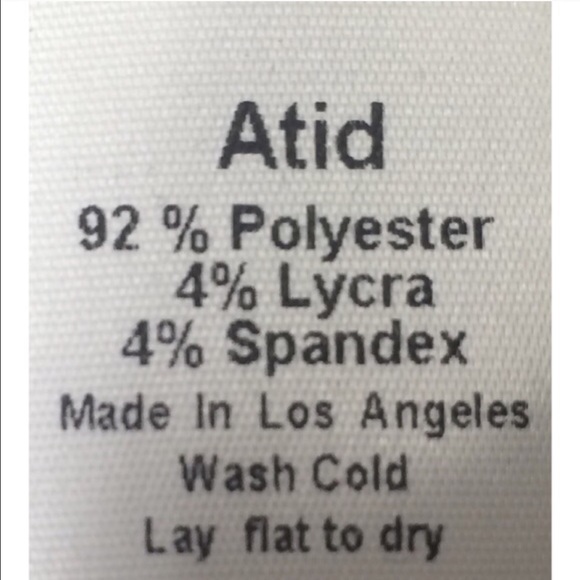 Atid
92 % Polyester
4% Lycra
4% Spandex
Made In Los Angeles
Wash Cold
Lay flat to dry